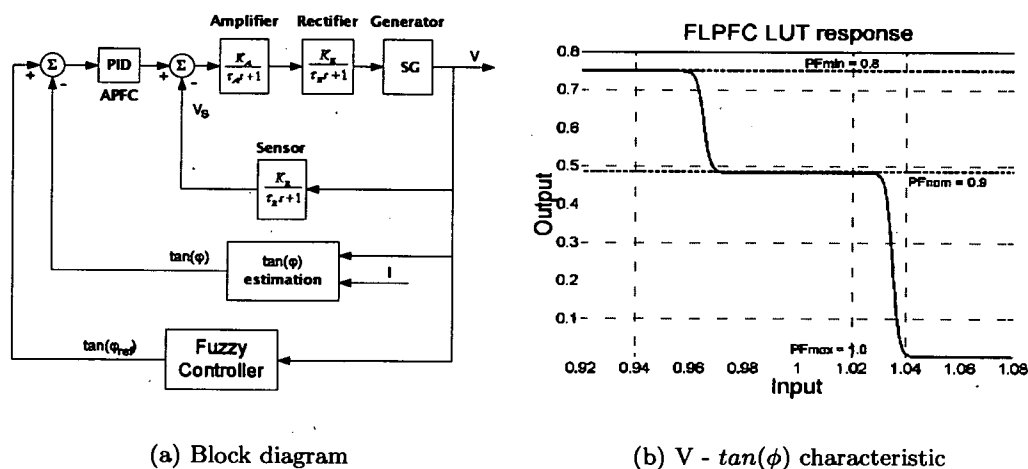 Amplifier
Rectifier
Generator
Σ
PID
Σ
K_A
τ_A s+1
K_R
τ_R s+1
SG
V
+
-
APFC
+
-
V_S
Sensor
K_R
τ_R s+1
tan(φ)
tan(φ)
estimation
I
tan(φ_ref)
Fuzzy
Controller
(a) Block diagram
FLPFC LUT response
0.8
0.7
0.6
0.5
0.4
0.3
0.2
0.1
Output
PFmin = 0.8
PFnom = 0.9
PFmax = 1.0
0.92 0.94 0.96 0.98 1 1.02 1.04 1.06 1.08
Input
(b) V - tan(ϕ) characteristic